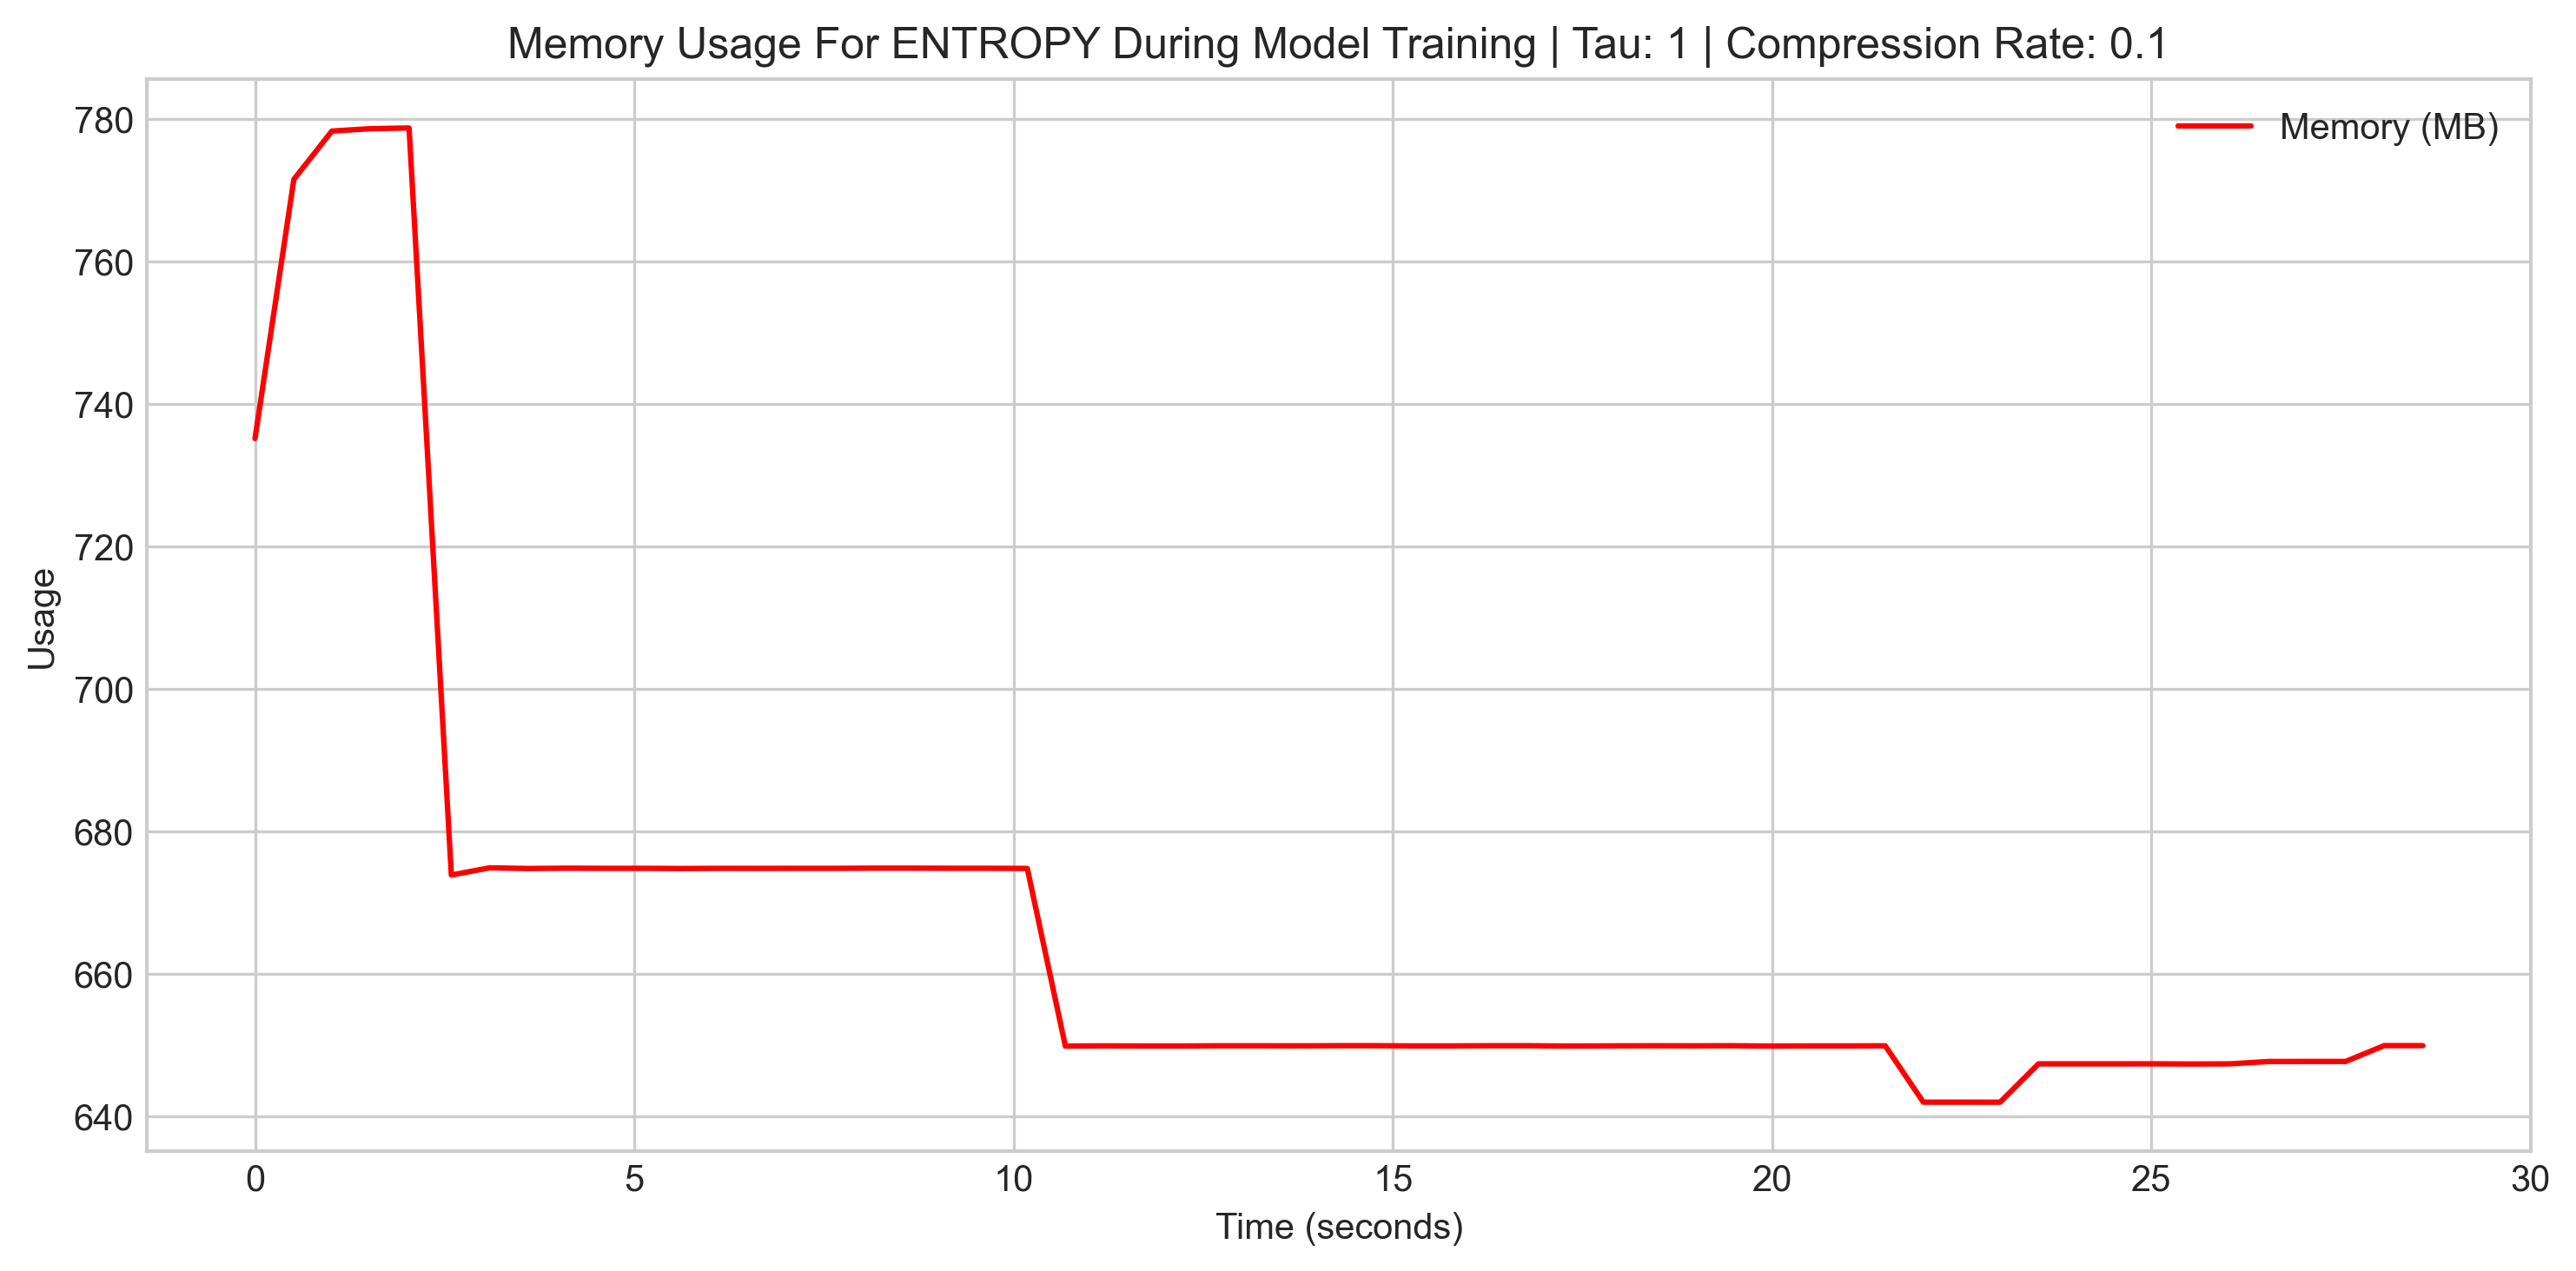 Memory Usage For ENTROPY During Model Training | Tau: 1 | Compression Rate: 0.1
Memory (MB)
780
760
740
720
700
680
660
640
Usage
0 5 10 15 20 25 30
Time (seconds)